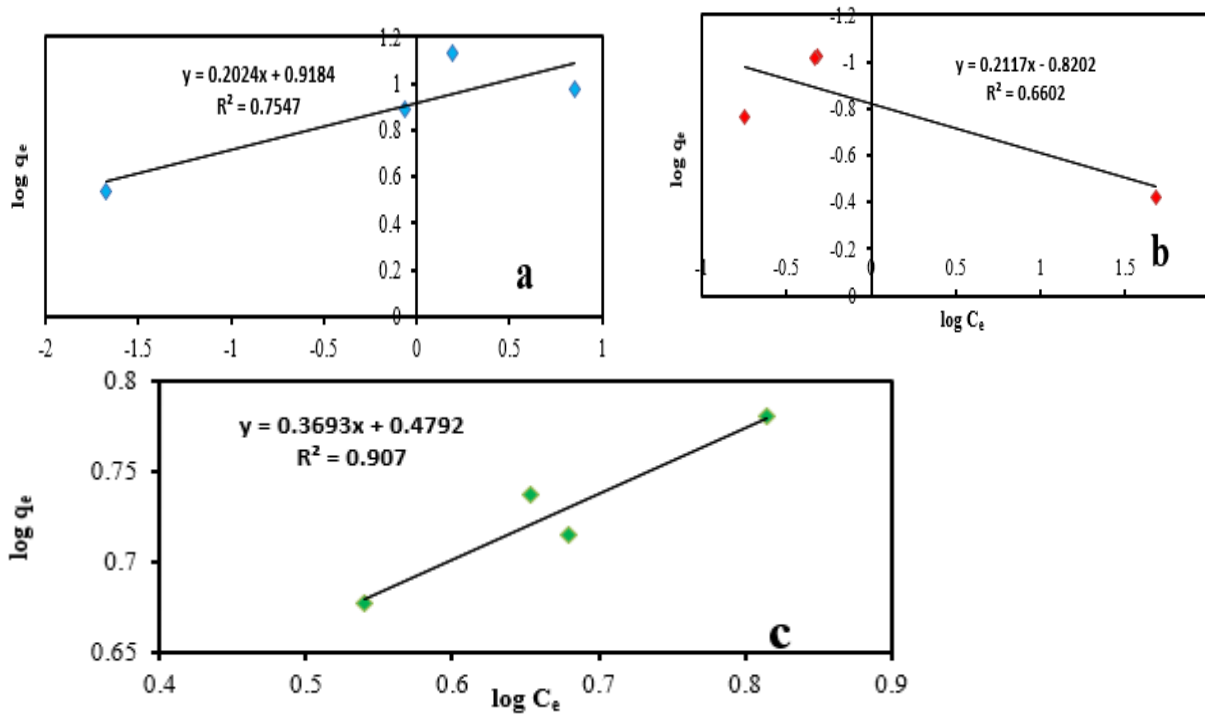 1.2
1
0.8
0.6
0.4
0.2
0
log qe
y = 0.2024x + 0.9184
R² = 0.7547
a
-2 -1.5 -1 -0.5 0 0.5 1
-1.2
-1
-0.8
-0.6
-0.4
-0.2
0
log qe
y = 0.2117x - 0.8202
R² = 0.6602
b
-1 -0.5 0 0.5 1 1.5
log Ce
0.8
0.75
0.7
0.65
log qe
y = 0.3693x + 0.4792
R² = 0.907
c
0.4 0.5 0.6 0.7 0.8 0.9
log Ce